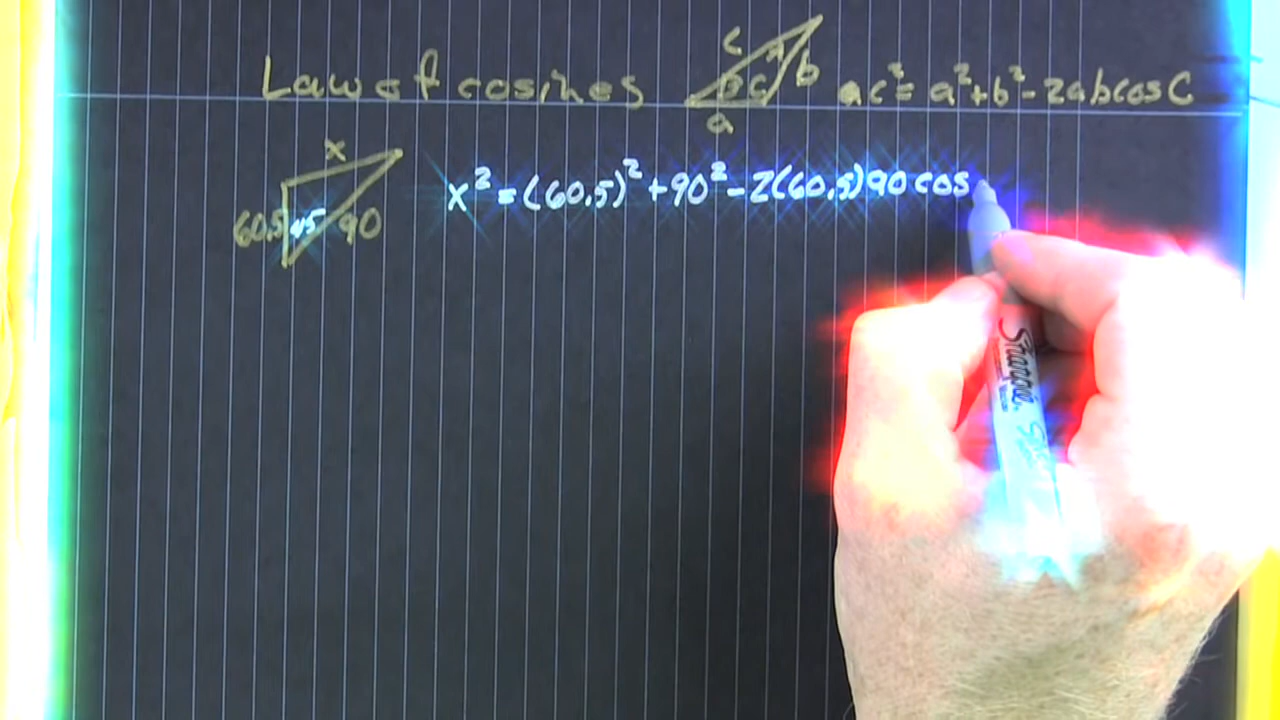 Law of cosines
c
A
B
C
b
a
c² = a²+b²-2abcosC
x
60.5
45
90
x² = (60.5)²+90²-2(60.5)90 cos
Sharpie